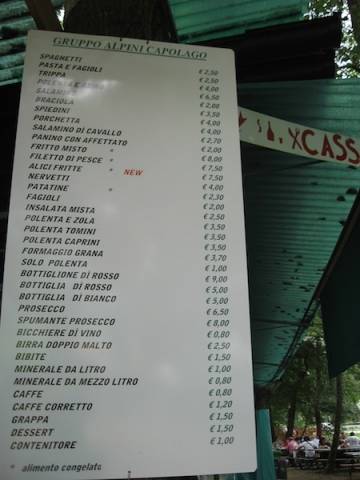 GRUPPO ALPINI CAPOLAGO
SPAGHETTI € 2,50
PASTA E FAGIOLI € 2,50
TRIPPA € 4,00
POLENTA E € 6,50
SALAMINO € 2,00
BRACIOLA € 3,50
SPIEDINI € 4,00
PORCHETTA € 4,00
SALAMINO DI CAVALLO € 2,70
PANINO CON AFFETTATO € 2,00
FRITTO MISTO * € 8,00
FILETTO DI PESCE * € 7,50
ALICI FRITTE * NEW € 7,50
NERVETTI € 4,00
PATATINE * € 2,30
FAGIOLI € 2,00
INSALATA MISTA € 2,50
POLENTA E ZOLA € 3,50
POLENTA TOMINI € 3,50
POLENTA CAPRINI € 3,50
FORMAGGIO GRANA € 3,70
SOLO POLENTA € 1,00
BOTTIGLIONE DI ROSSO € 9,00
BOTTIGLIA DI ROSSO € 5,00
BOTTIGLIA DI BIANCO € 5,00
PROSECCO € 6,50
SPUMANTE PROSECCO € 8,00
BICCHIERE DI VINO € 0,80
BIRRA DOPPIO MALTO € 2,50
BIBITE € 1,50
MINERALE DA LITRO € 1,00
MINERALE DA MEZZO LITRO € 0,80
CAFFE € 0,80
CAFFE CORRETTO € 1,20
GRAPPA € 1,50
DESSERT € 1,50
CONTENITORE € 1,00
* alimento congelato
CASS